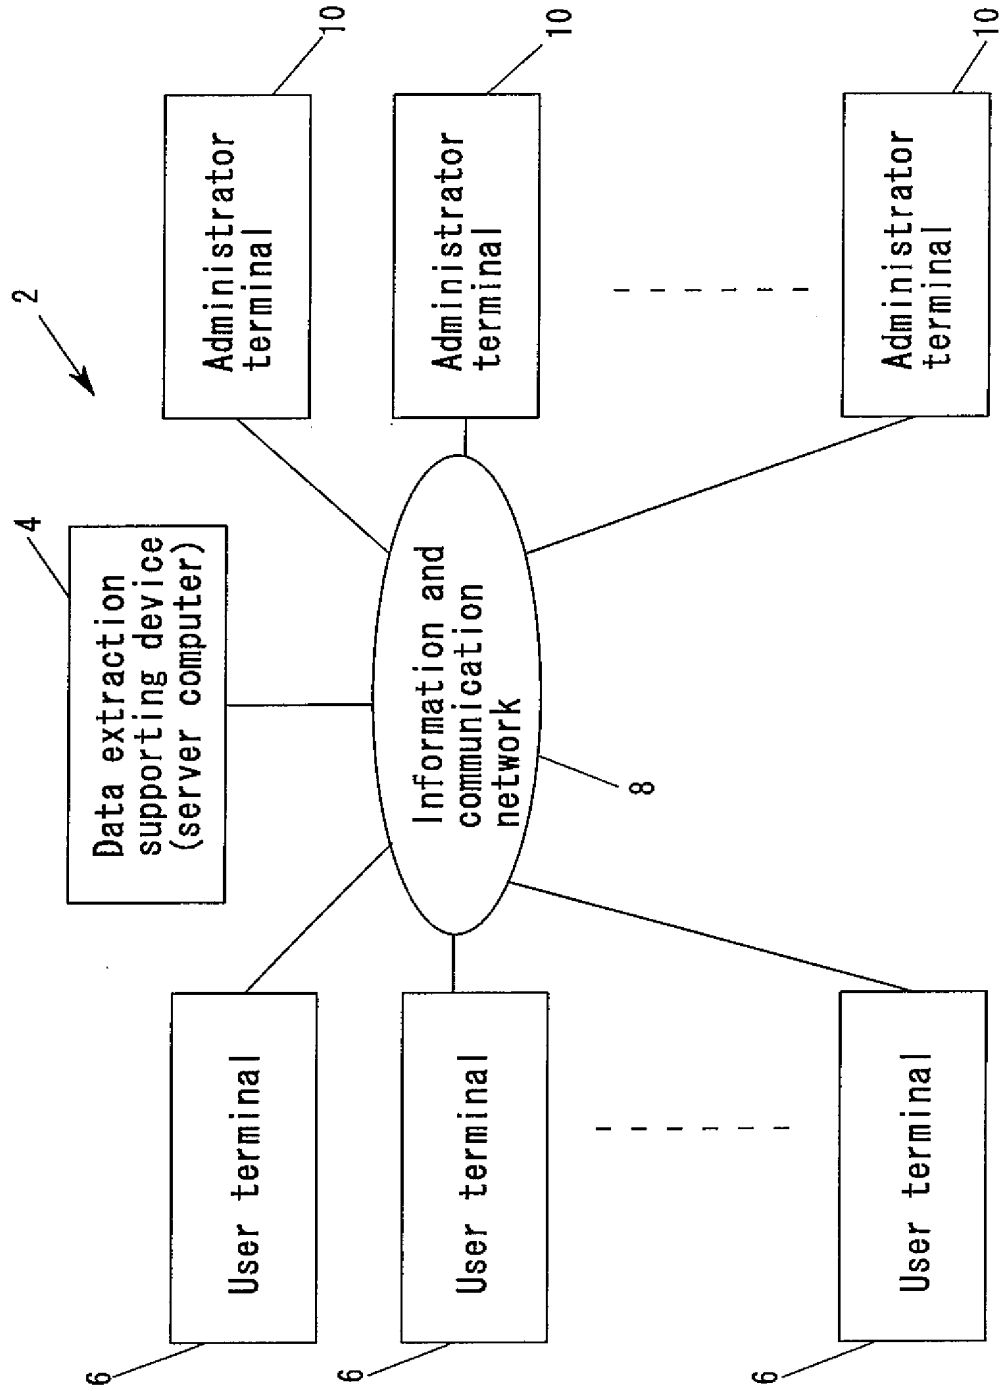 2
4
Data extraction
supporting device
(server computer)
6
User terminal
Administrator
terminal
10
6
User terminal
Information and
communication
network
8
Administrator
terminal
10
6
User terminal
Administrator
terminal
10